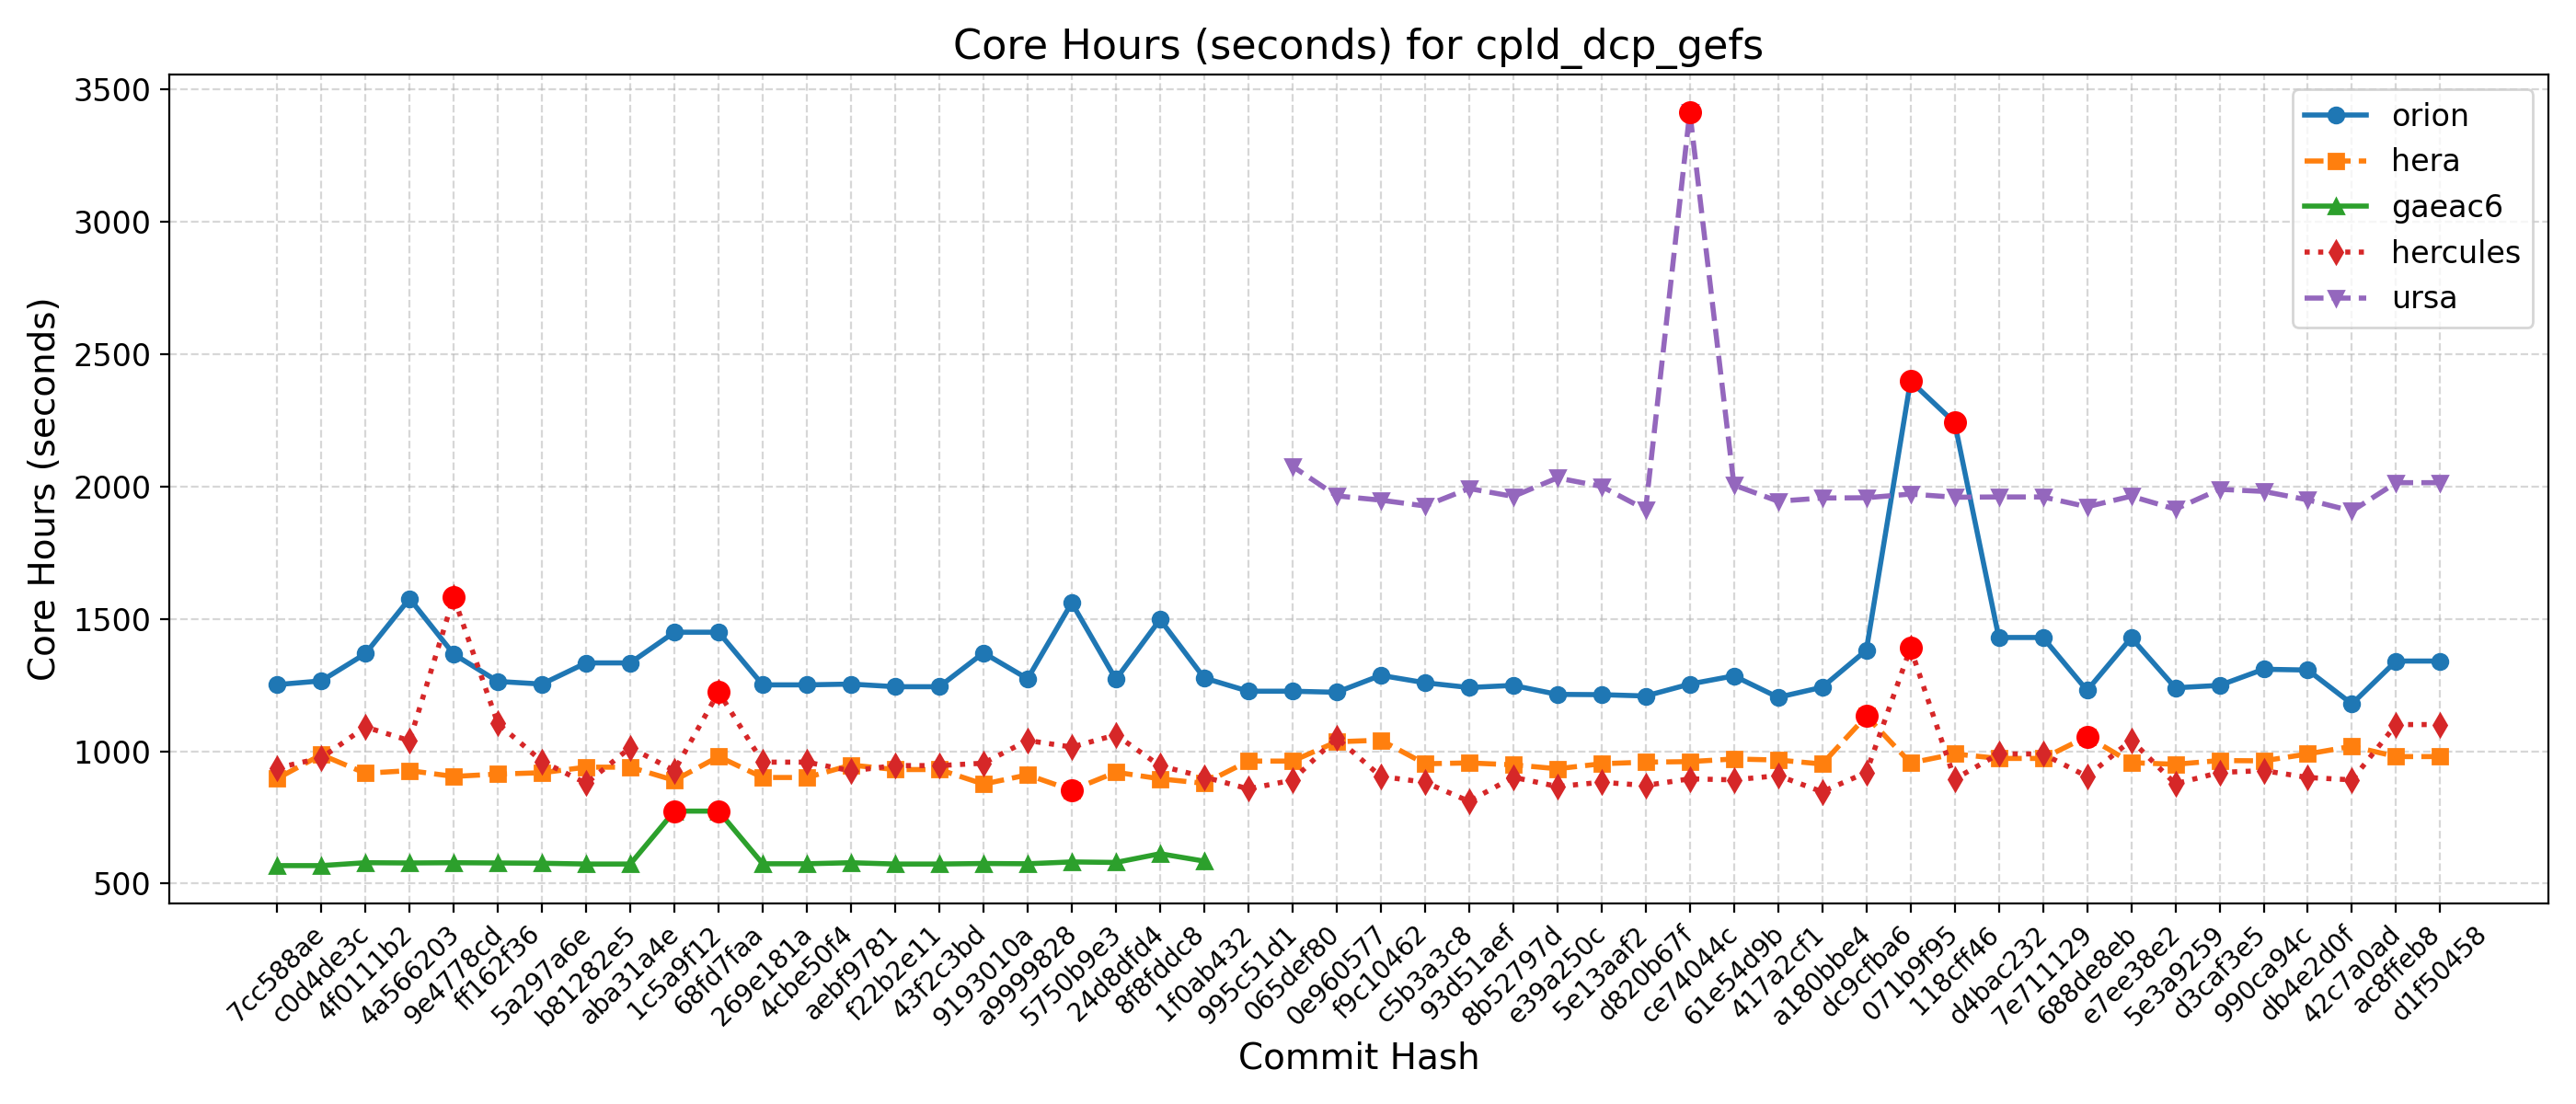 Core Hours (seconds) for cpld_dcp_gefs
Core Hours (seconds)
3500
3000
2500
2000
1500
1000
500
orion
hera
gaeac6
hercules
ursa
7cc588ae
c0d4de3c
4f0111b2
4a566203
9e4778cd
ff162f36
5a297a6e
b81282e5
aba31a4e
1c5a9f12
68fd7faa
269e181a
4cbe50f4
aebf9781
f22b2e11
43f2c3bd
9193010a
a9999828
5750b9e3
24d8dfd4
8f8fddc8
1f0ab432
995c51d1
065def80
0e960577
f9c10462
c5b3a3c8
93d51aef
8b52797d
e39a250c
5e13aaf2
d820b67f
ce74044c
61e54d9b
417a2cf1
a180bbe4
dc9cfba6
071b9f95
118cff46
d4bac232
7e711129
688de8eb
e7ee38e2
5e3a9259
d3caf3e5
990ca94c
db4e2d0f
42c7a0ad
ac8ffeb8
d1f50458
Commit Hash